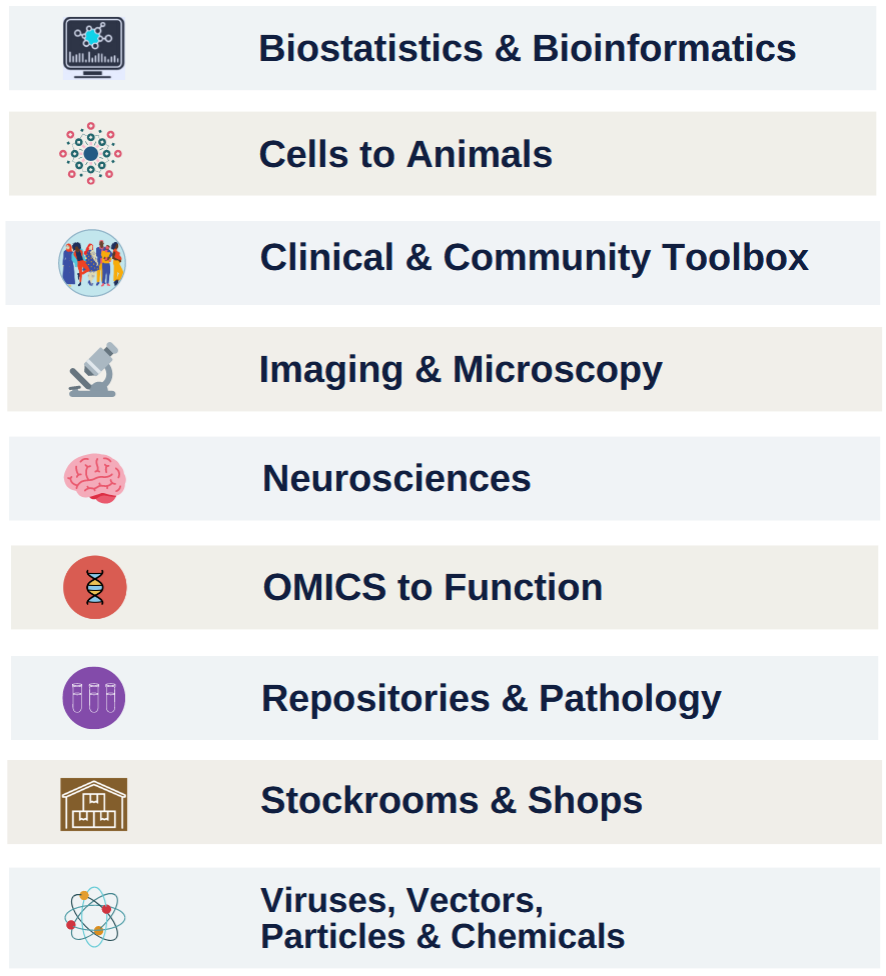 Biostatistics & Bioinformatics
Cells to Animals
Clinical & Community Toolbox
Imaging & Microscopy
Neurosciences
OMICS to Function
Repositories & Pathology
Stockrooms & Shops
Viruses, Vectors,
Particles & Chemicals